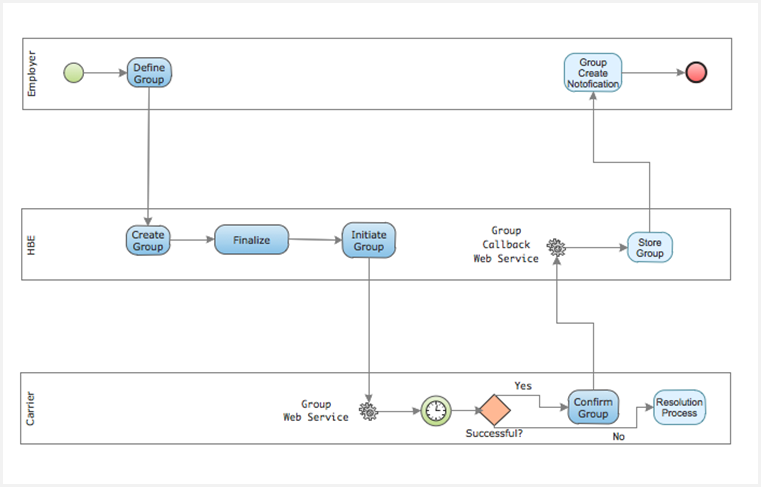 Employer
Define
Group
Group
Create
Notofication
HBE
Create
Group
Finalize
Initiate
Group
Group
Callback
Web Service
Store
Group
Carrier
Group
Web Service
Successful?
Yes
No
Confirm
Group
Resolution
Process